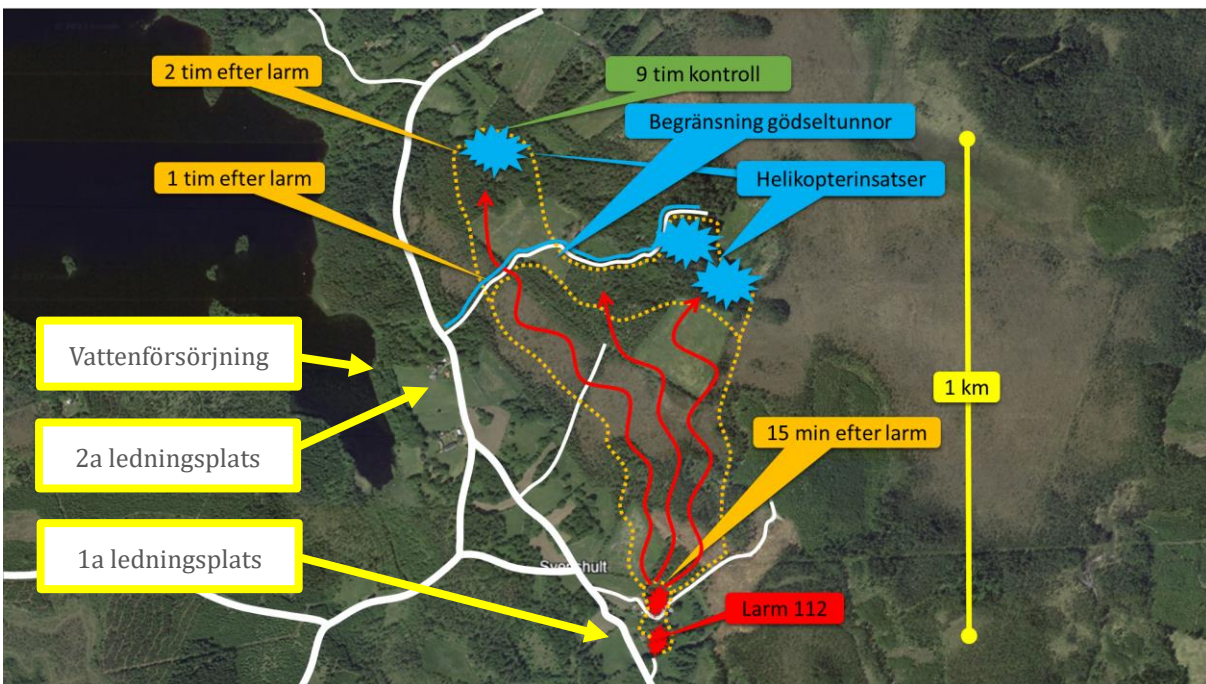 2 tim efter larm
9 tim kontroll
Begränsning gödseltunnor
1 tim efter larm
Helikopterinsatser
Vattenförsörjning
1 km
15 min efter larm
2a ledningsplats
1a ledningsplats
Larm 112